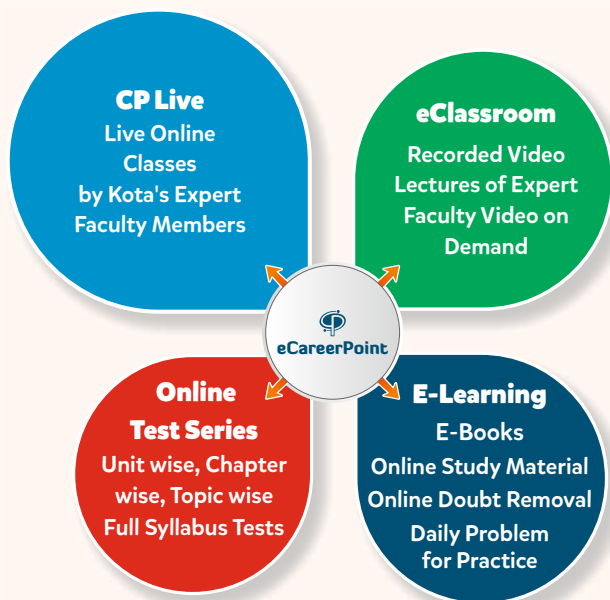 CP Live
Live Online
Classes
by Kota's Expert
Faculty Members
eClassroom
Recorded Video
Lectures of Expert
Faculty Video on
Demand
eCareerPoint
Online
Test Series
Unit wise, Chapter
wise, Topic wise
Full Syllabus Tests
E-Learning
E-Books
Online Study Material
Online Doubt Removal
Daily Problem
for Practice